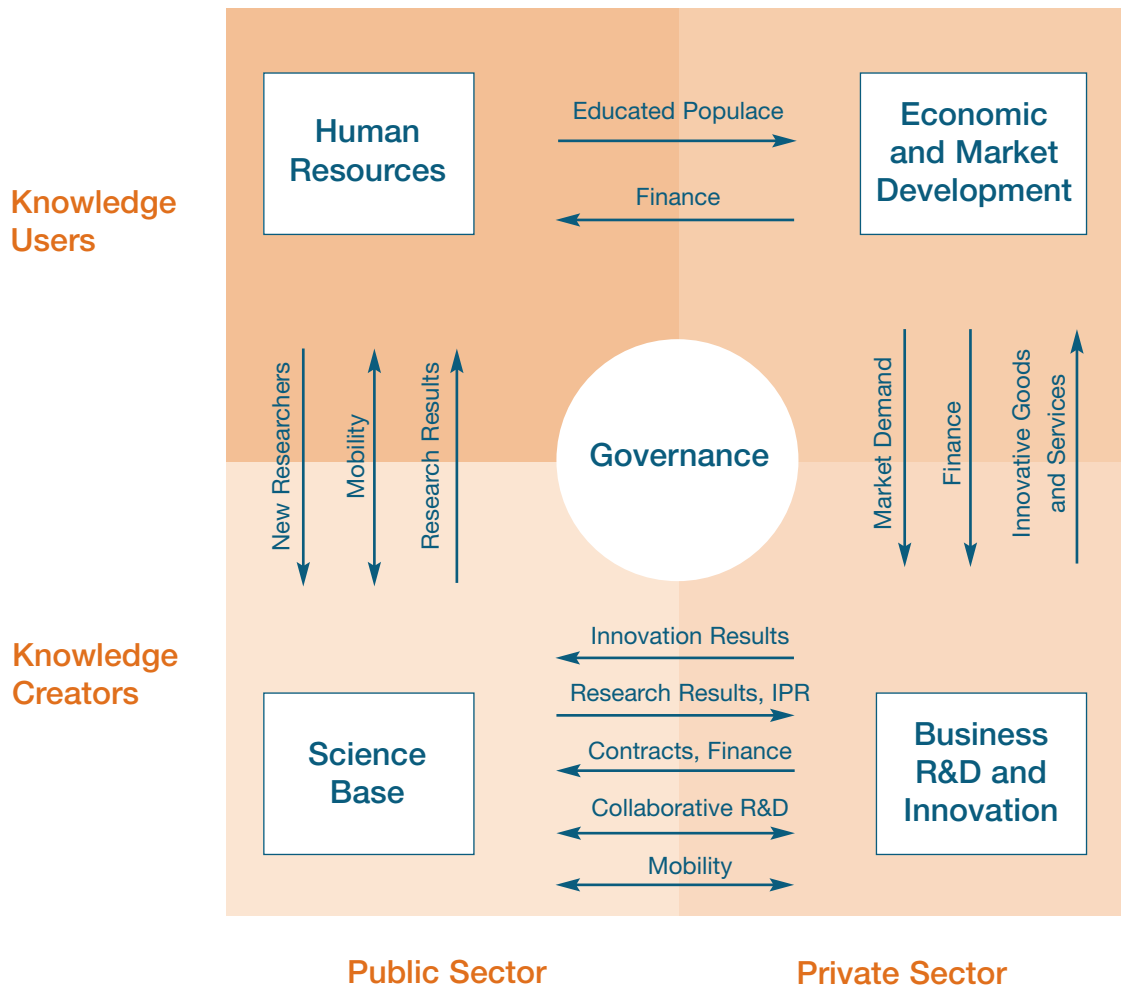 Human
Resources
Educated Populace
Finance
Economic
and Market
Development
Knowledge
Users
New Researchers
Mobility
Research Results
Governance
Market Demand
Finance
Innovative Goods
and Services
Knowledge
Creators
Science
Base
Innovation Results
Research Results, IPR
Contracts, Finance
Collaborative R&D
Mobility
Business
R&D and
Innovation
Public Sector
Private Sector